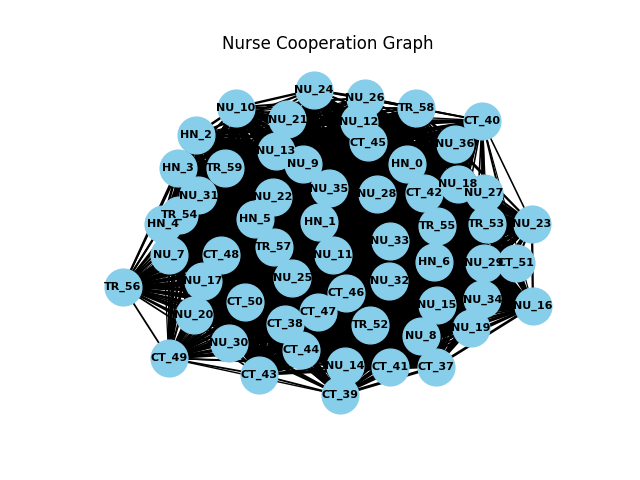 Nurse Cooperation Graph
NU_24
NU_26
NU_10
TR_58
NU_21
NU_12
CT_40
HN_2
CT_45
NU_36
NU_13
NU_9
HN_0
HN_3
TR_59
NU_18
NU_35
NU_28
CT_42
NU_27
NU_31
NU_22
TR_54
HN_4
HN_5
HN_1
TR_55
TR_53
NU_23
NU_33
TR_57
NU_7
CT_48
NU_11
HN_6
NU_29
CT_51
NU_25
NU_17
NU_32
TR_56
CT_46
CT_50
NU_34
NU_15
NU_16
CT_47
NU_20
CT_38
TR_52
NU_19
NU_8
NU_30
CT_44
CT_49
NU_14
CT_41
CT_37
CT_43
CT_39